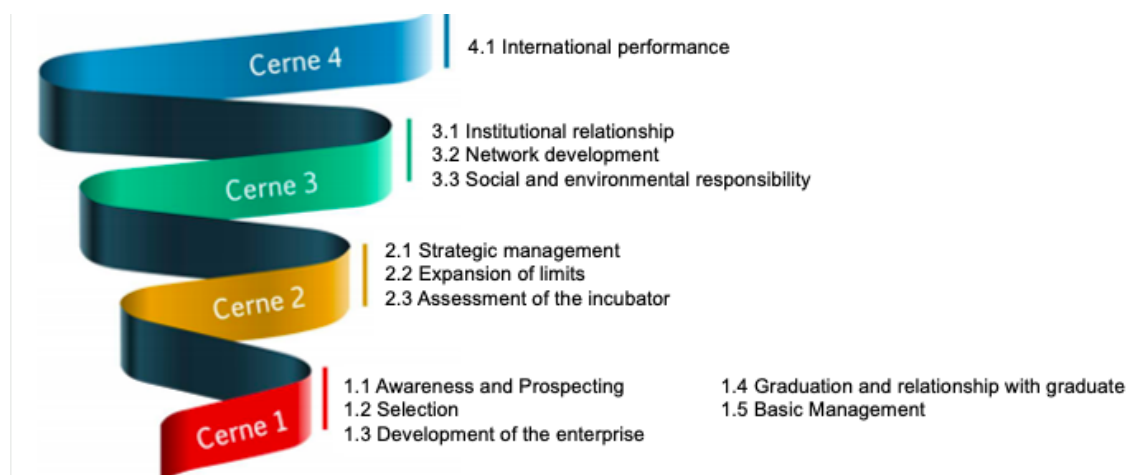 Cerne 4
4.1 International performance
Cerne 3
3.1 Institutional relationship
3.2 Network development
3.3 Social and environmental responsibility
Cerne 2
2.1 Strategic management
2.2 Expansion of limits
2.3 Assessment of the incubator
Cerne 1
1.1 Awareness and Prospecting
1.2 Selection
1.3 Development of the enterprise
1.4 Graduation and relationship with graduate
1.5 Basic Management